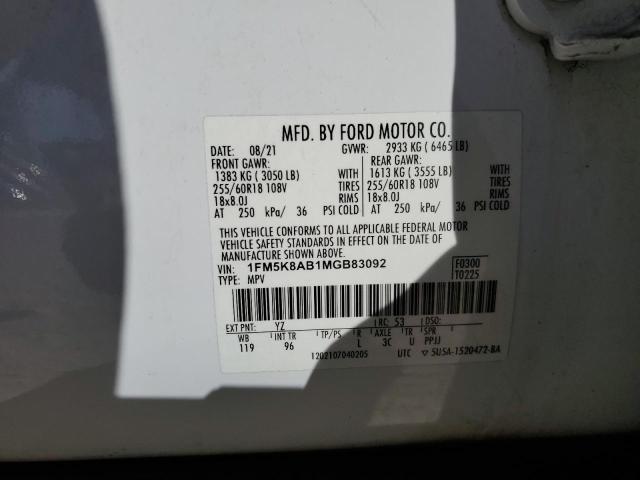 MFD. BY FORD MOTOR CO.
DATE: 08/21 GVWR: 2933 KG ( 6465 LB)
FRONT GAWR: REAR GAWR:
1383 KG ( 3050 LB) WITH 1613 KG ( 3555 LB) WITH
255/60R18 108V TIRES 255/60R18 108V TIRES
18x8.0J RIMS 18x8.0J RIMS
AT 250 kPa/ 36 PSI COLD AT 250 kPa/ 36 PSI COLD
THIS VEHICLE CONFORMS TO ALL APPLICABLE FEDERAL MOTOR
VEHICLE SAFETY STANDARDS IN EFFECT ON THE DATE OF
MANUFACTURE SHOWN ABOVE.
VIN: 1FM5K8AB1MGB83092 F0300
TYPE: MPV T0225
EXT PNT: YZ RC: 53 DSO:
WB INT TR TP/PS R AXLE TR SPR
119 96 L 3C U PPJJ
1202107040205 UTC ▽ 5U5A-1520472-BA